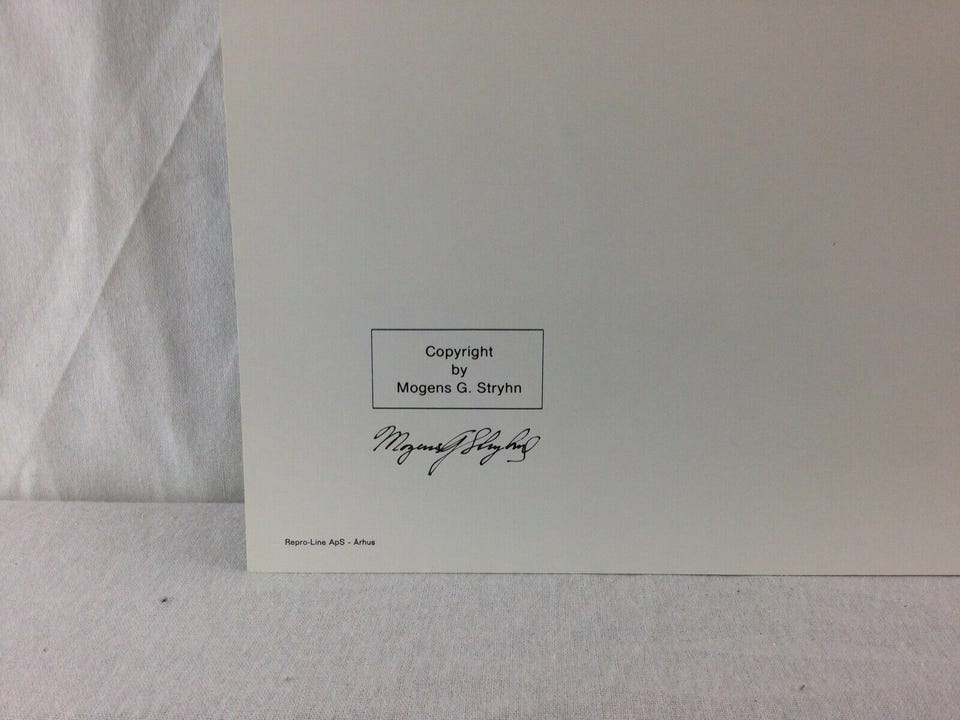 Copyright
by
Mogens G. Stryhn
Mogens G Stryhn
Repro-Line ApS - Århus